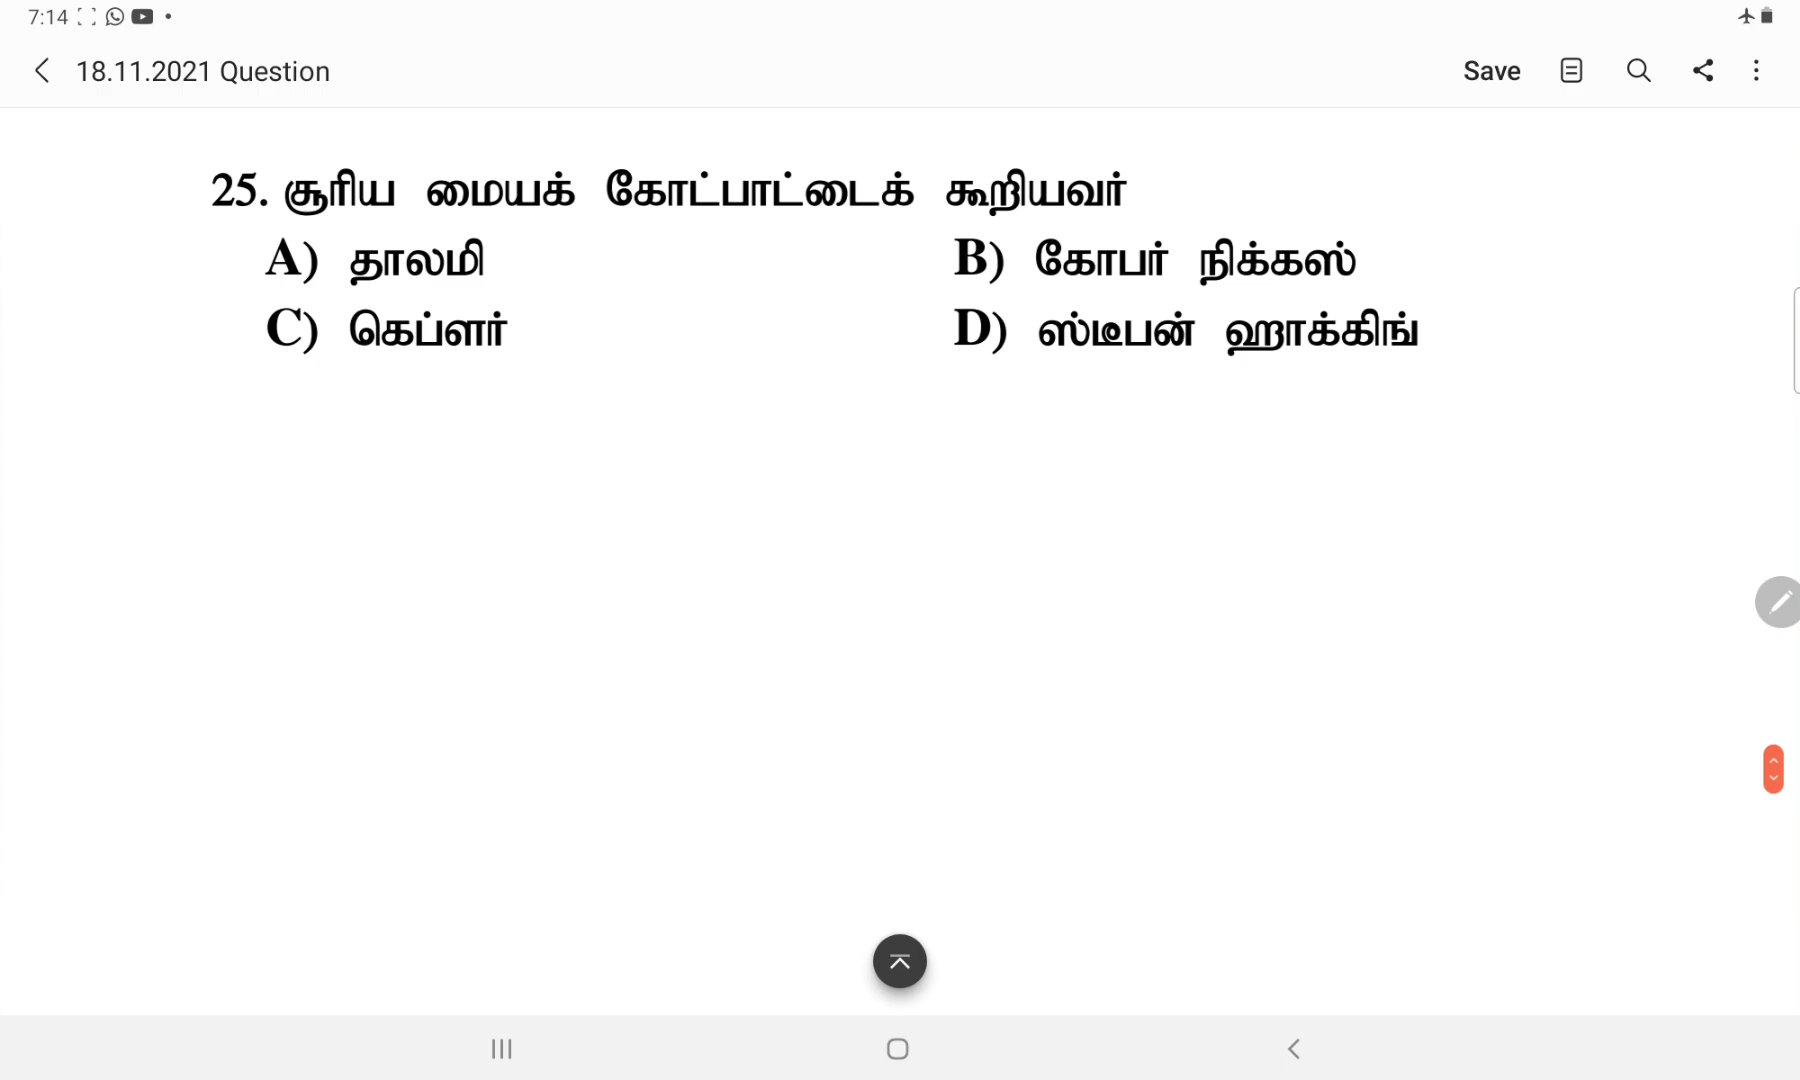 7:14
18.11.2021 Question
Save
25. சூரிய மையக் கோட்பாட்டைக் கூறியவர்
A) தாலமி B) கோபர் நிக்கஸ்
C) கெப்ளர் D) ஸ்டீபன் ஹாக்கிங்